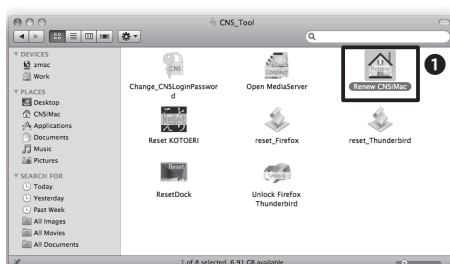 CNS_Tool
DEVICES
zmac
Work
PLACES
Desktop
CNSiMac
Applications
Documents
Music
Pictures
SEARCH FOR
Today
Yesterday
Past Week
All Images
All Movies
All Documents
CNS
Change_CNSLoginPasswor
d
Connect
Open MediaServer
Renew
Renew CNSiMac
1
Reset
Reset KOTOERI
reset_Firefox
reset_Thunderbird
Reset
ResetDock
Unlock
Unlock Firefox
Thunderbird
1 of 8 selected, 6.91 GB available